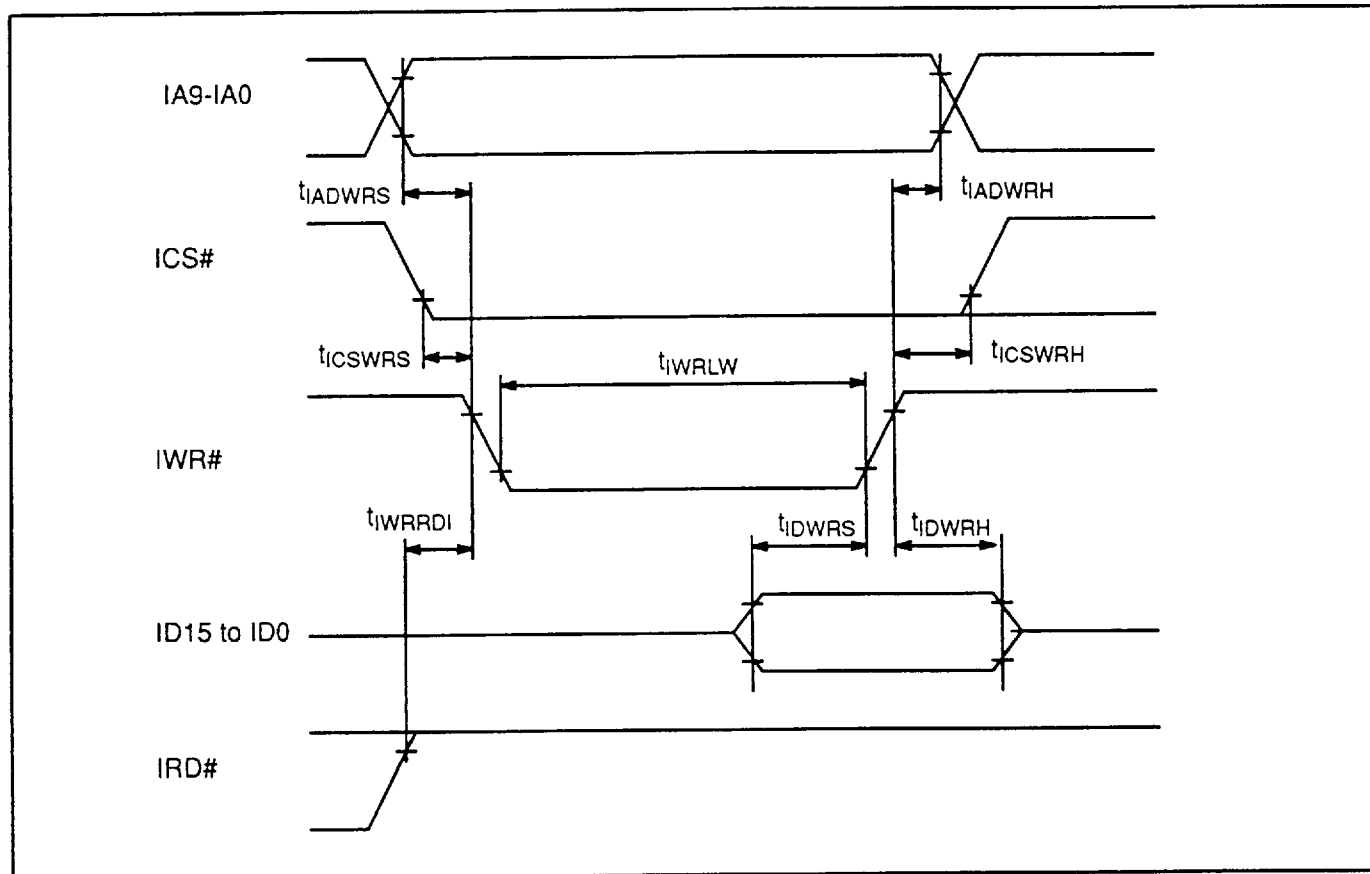 IA9-IA0
tIADWRS
tIADWRH
ICS#
tICSWRS
tIWRLW
tICSWRH
IWR#
tIWRRDI
tIDWRS
tIDWRH
ID15 to ID0
IRD#